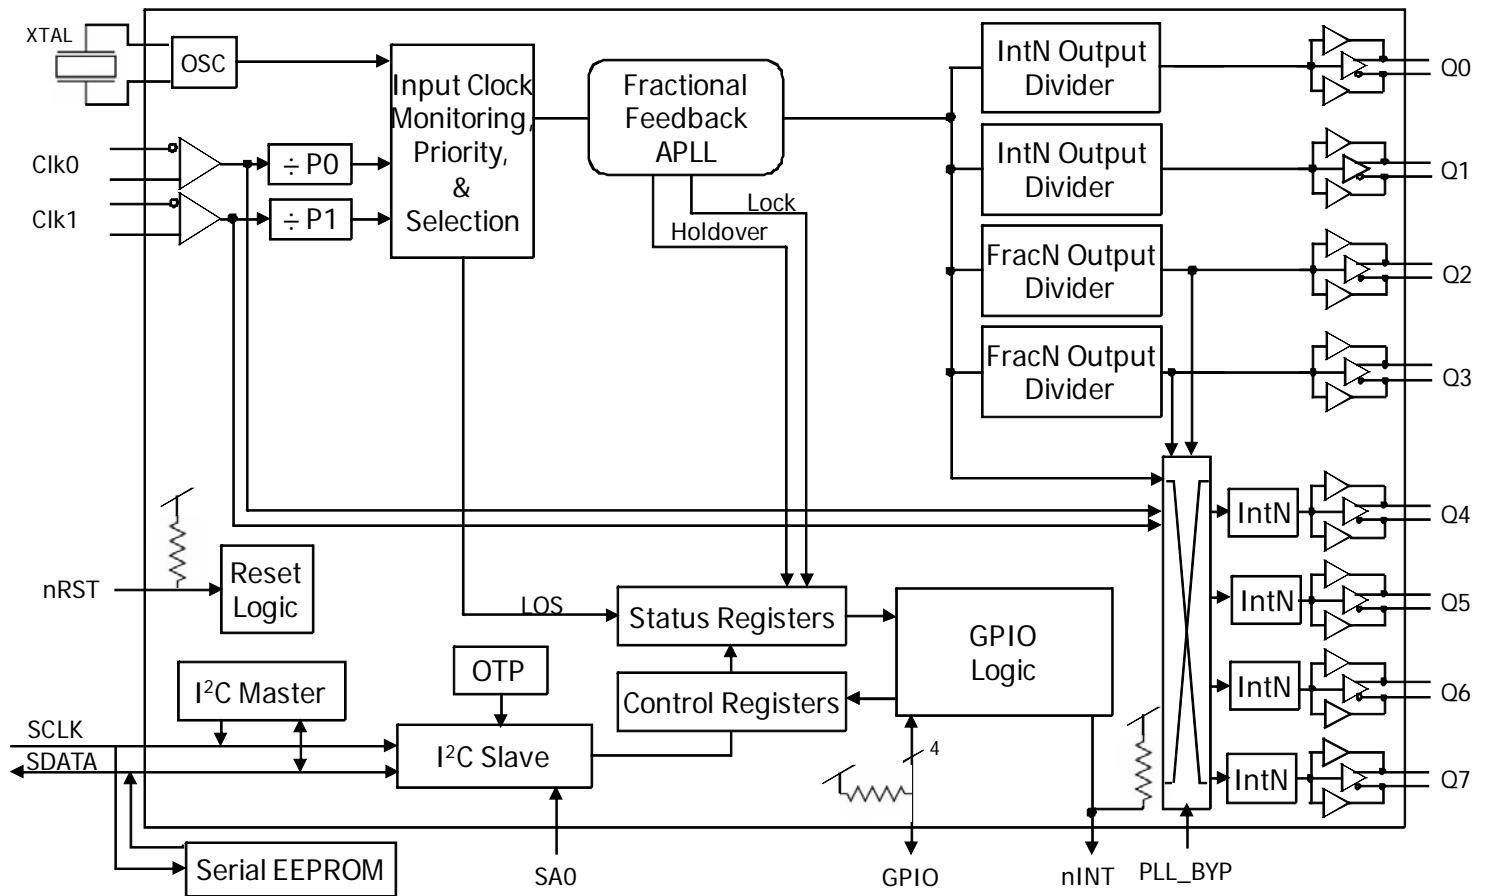 XTAL
OSC
Input Clock
Monitoring,
Priority,
&
Selection
Fractional
Feedback
APLL
IntN Output
Divider
Q0
Clk0
÷ P0
IntN Output
Divider
Q1
Clk1
÷ P1
Lock
Holdover
FracN Output
Divider
Q2
FracN Output
Divider
Q3
IntN
Q4
nRST
Reset
Logic
LOS
Status Registers
GPIO
Logic
IntN
Q5
OTP
I²C Master
Control Registers
IntN
Q6
SCLK
SDATA
I²C Slave
4
IntN
Q7
Serial EEPROM
SA0
GPIO
nINT
PLL_BYP